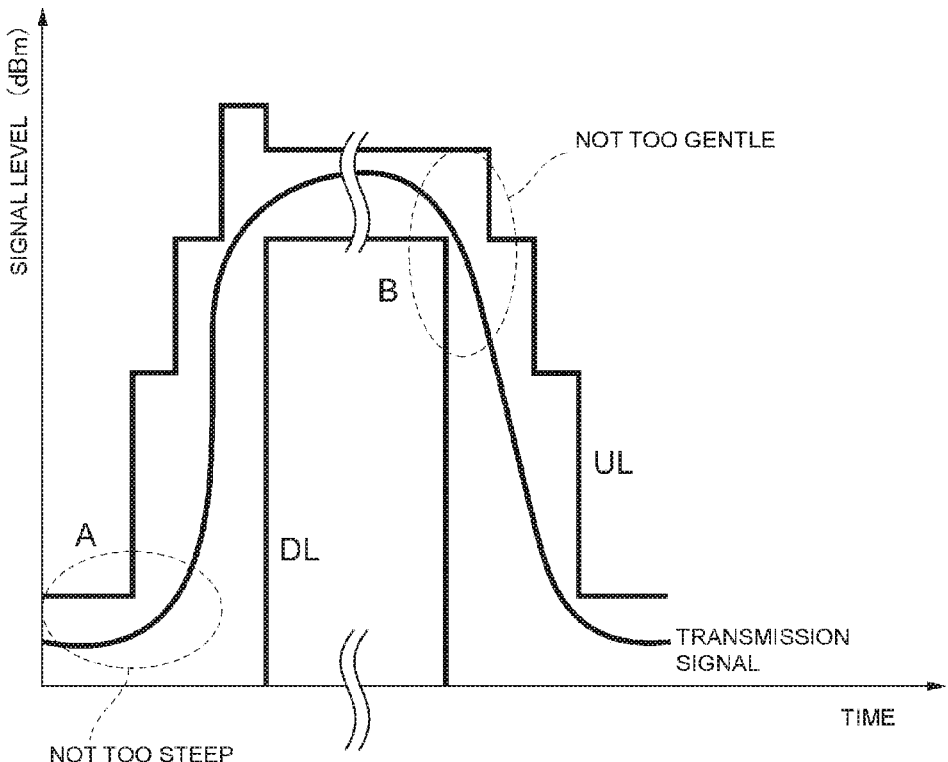 SIGNAL LEVEL (dBm)
NOT TOO GENTLE
B
UL
A
DL
TRANSMISSION
SIGNAL
TIME
NOT TOO STEEP